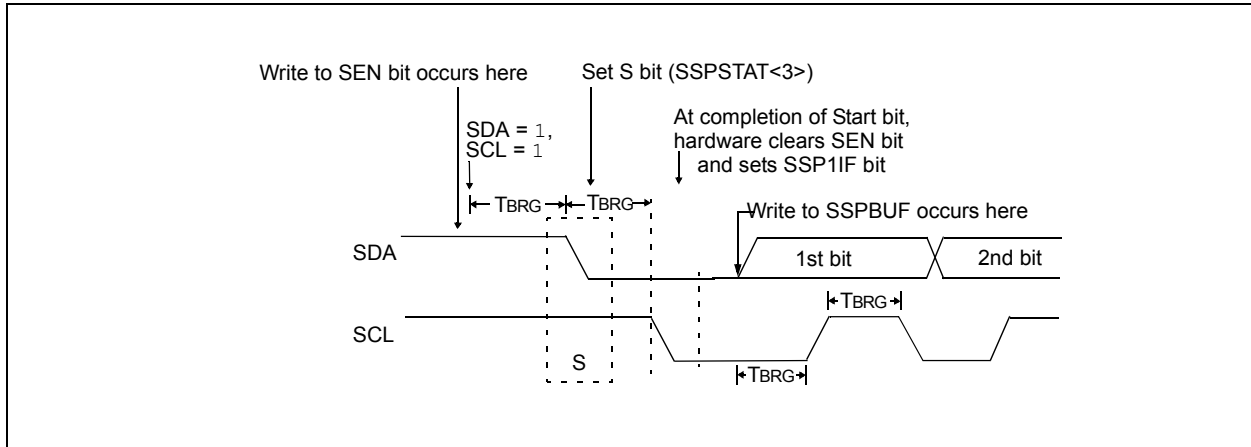 Write to SEN bit occurs here
Set S bit (SSPSTAT<3>)
At completion of Start bit,
hardware clears SEN bit
and sets SSP1IF bit
SDA = 1,
SCL = 1
TBRG
TBRG
Write to SSPBUF occurs here
SDA
1st bit
2nd bit
TBRG
SCL
S
TBRG